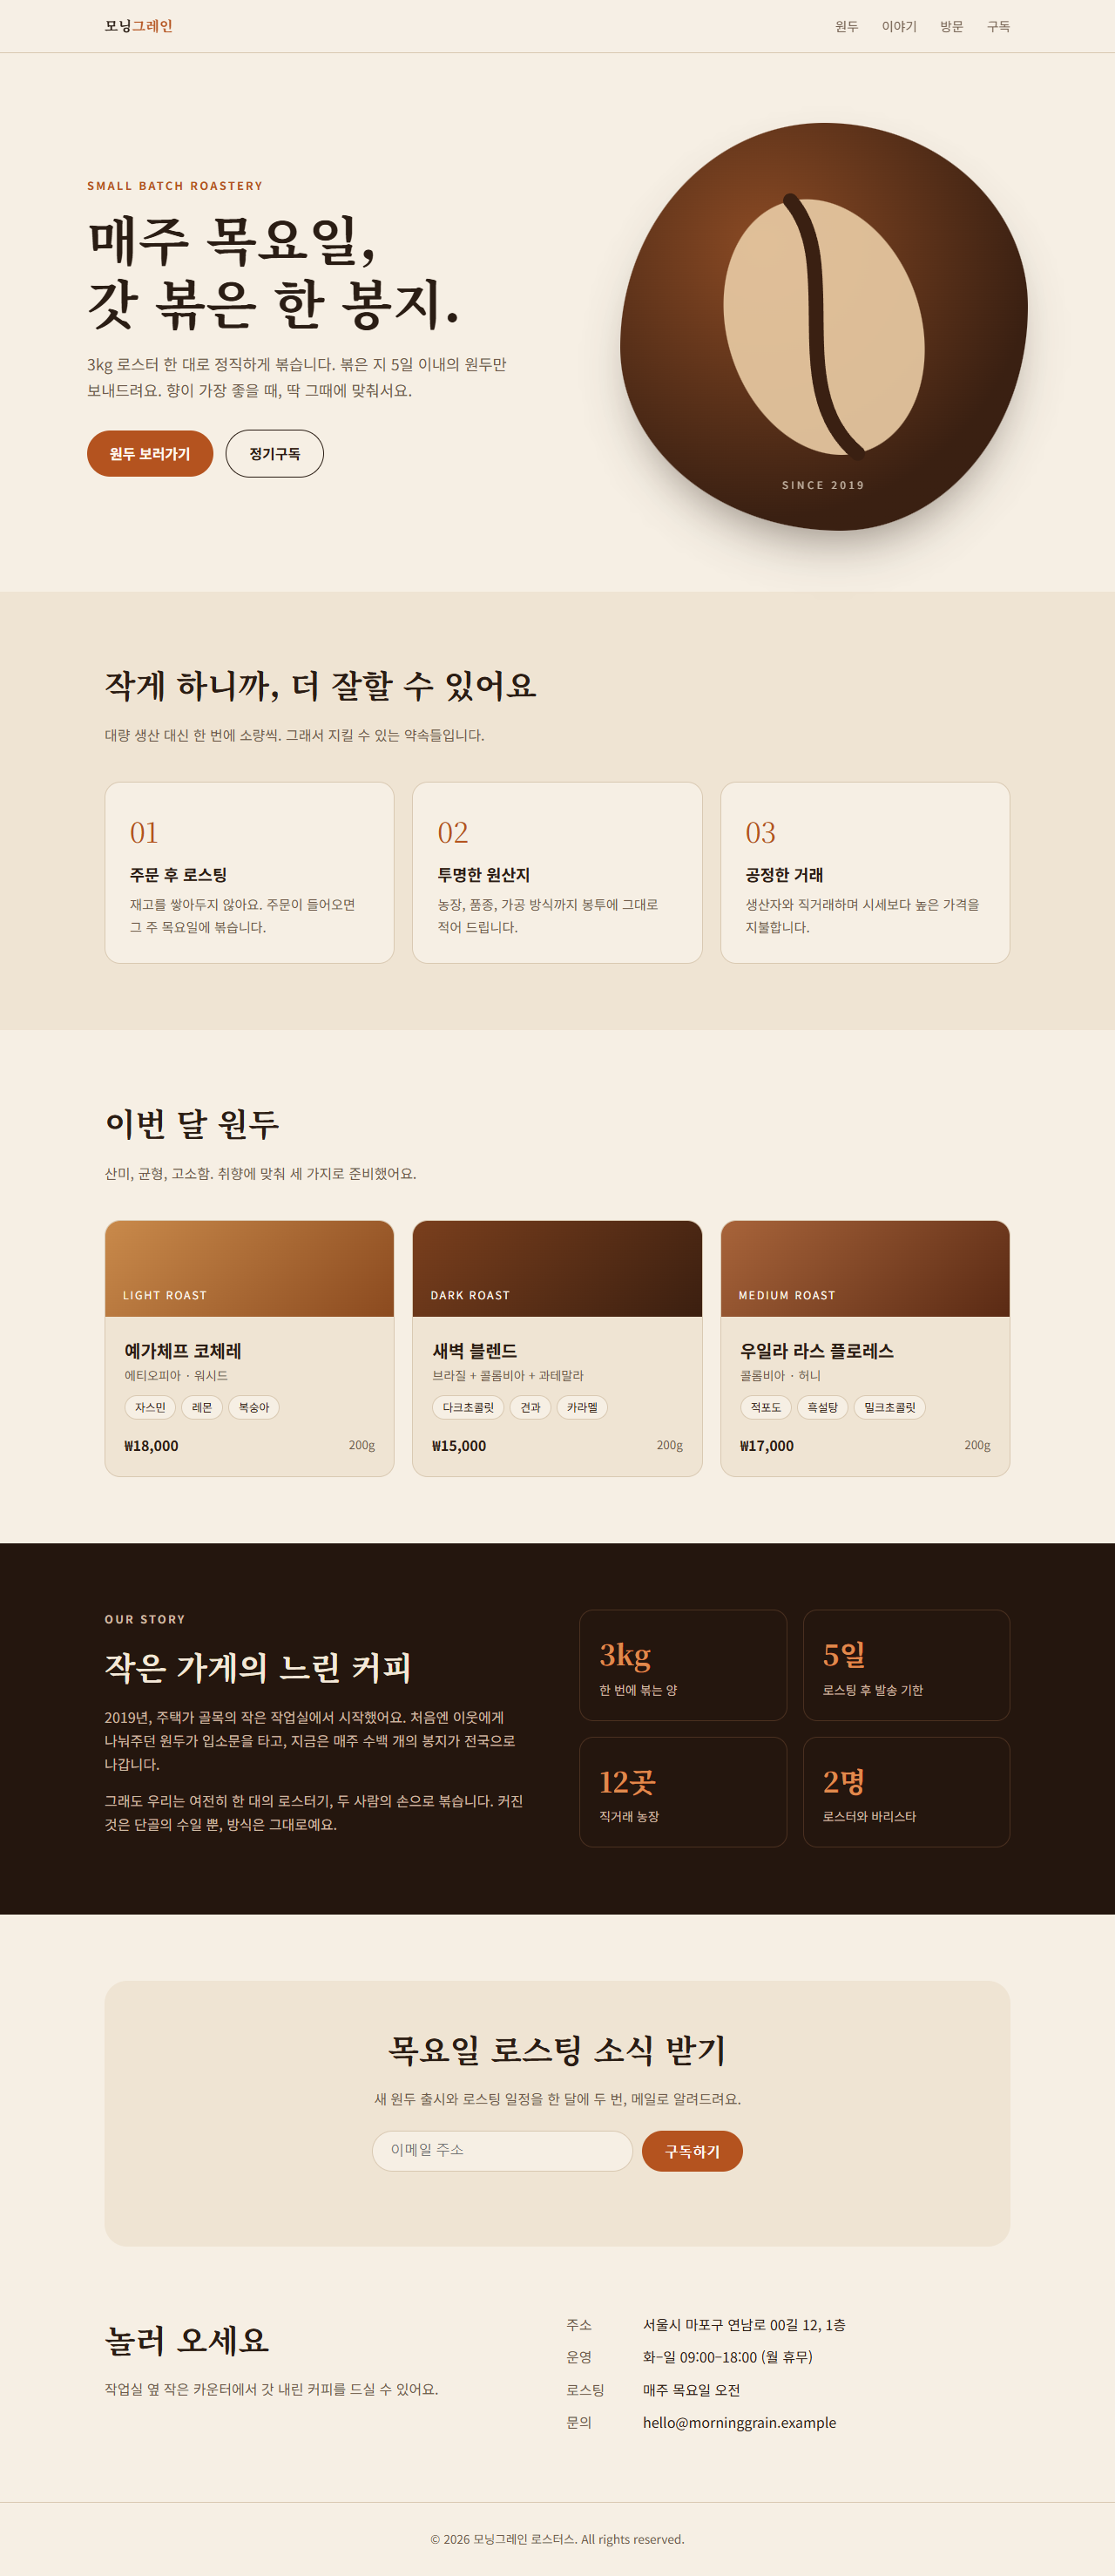 모닝그레인
원두 이야기 방문 구독
SMALL BATCH ROASTERY
매주 목요일,
갓 볶은 한 봉지.
3kg 로스터 한 대로 정직하게 볶습니다. 볶은 지 5일 이내의 원두만
보내드려요. 향이 가장 좋을 때, 딱 그때에 맞춰서요.
원두 보러가기
정기구독
SINCE 2019
작게 하니까, 더 잘할 수 있어요
대량 생산 대신 한 번에 소량씩. 그래서 지킬 수 있는 약속들입니다.
01
주문 후 로스팅
재고를 쌓아두지 않아요. 주문이 들어오면
그 주 목요일에 볶습니다.
02
투명한 원산지
농장, 품종, 가공 방식까지 봉투에 그대로
적어 드립니다.
03
공정한 거래
생산자와 직거래하며 시세보다 높은 가격을
지불합니다.
이번 달 원두
산미, 균형, 고소함. 취향에 맞춰 세 가지로 준비했어요.
LIGHT ROAST
예가체프 코체레
에티오피아 · 워시드
자스민 레몬 복숭아
₩18,000 200g
DARK ROAST
새벽 블렌드
브라질 + 콜롬비아 + 과테말라
다크초콜릿 견과 카라멜
₩15,000 200g
MEDIUM ROAST
우일라 라스 플로레스
콜롬비아 · 허니
적포도 흑설탕 밀크초콜릿
₩17,000 200g
OUR STORY
작은 가게의 느린 커피
2019년, 주택가 골목의 작은 작업실에서 시작했어요. 처음엔 이웃에게
나눠주던 원두가 입소문을 타고, 지금은 매주 수백 개의 봉지가 전국으로
나갑니다.
그래도 우리는 여전히 한 대의 로스터기, 두 사람의 손으로 볶습니다. 커진
것은 단골의 수일 뿐, 방식은 그대로예요.
3kg
한 번에 볶는 양
5일
로스팅 후 발송 기한
12곳
직거래 농장
2명
로스터와 바리스타
목요일 로스팅 소식 받기
새 원두 출시와 로스팅 일정을 한 달에 두 번, 메일로 알려드려요.
이메일 주소
구독하기
놀러 오세요
작업실 옆 작은 카운터에서 갓 내린 커피를 드실 수 있어요.
주소 서울시 마포구 연남로 00길 12, 1층
운영 화–일 09:00–18:00 (월 휴무)
로스팅 매주 목요일 오전
문의 hello@morninggrain.example
© 2026 모닝그레인 로스터스. All rights reserved.